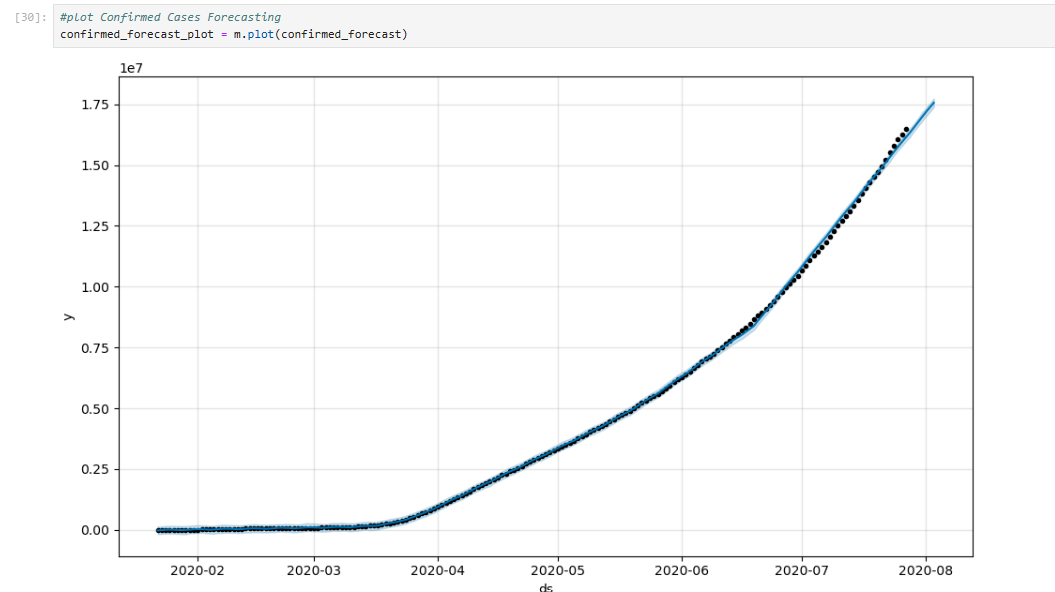 [30]: #plot Confirmed Cases Forecasting
confirmed_forecast_plot = m.plot(confirmed_forecast)
1e7
1.75
1.50
1.25
1.00
0.75
0.50
0.25
0.00
y
2020-02 2020-03 2020-04 2020-05 2020-06 2020-07 2020-08
ds